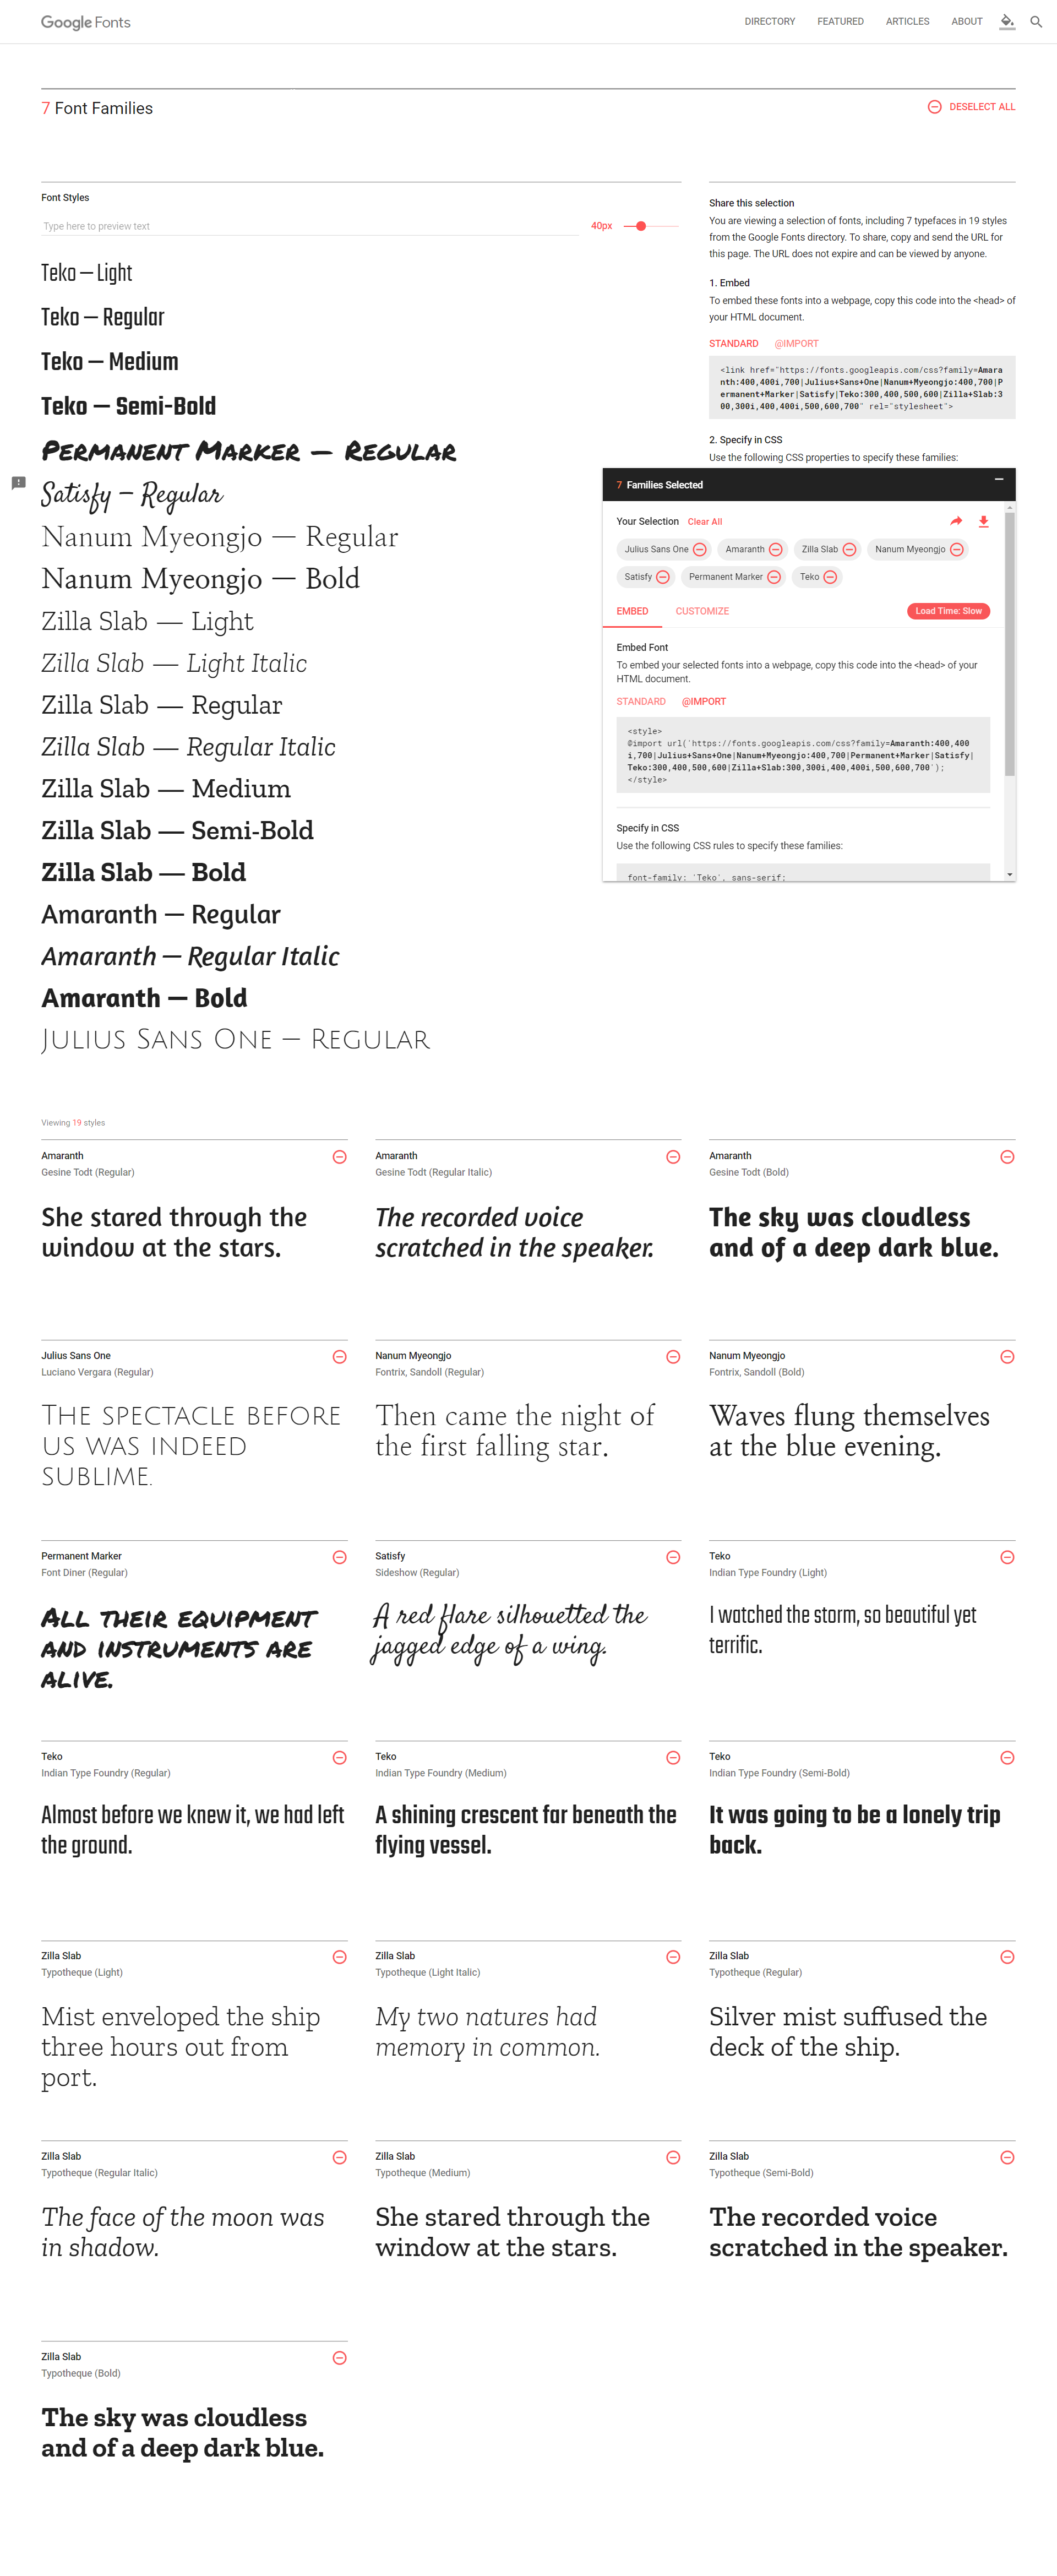 Google Fonts
DIRECTORY FEATURED ARTICLES ABOUT
7 Font Families
DESELECT ALL
Font Styles
Type here to preview text
40px
Teko — Light
Teko — Regular
Teko — Medium
Teko — Semi-Bold
Permanent Marker — Regular
Satisfy — Regular
Nanum Myeongjo — Regular
Nanum Myeongjo — Bold
Zilla Slab — Light
Zilla Slab — Light Italic
Zilla Slab — Regular
Zilla Slab — Regular Italic
Zilla Slab — Medium
Zilla Slab — Semi-Bold
Zilla Slab — Bold
Amaranth — Regular
Amaranth — Regular Italic
Amaranth — Bold
Julius Sans One — Regular
Share this selection
You are viewing a selection of fonts, including 7 typefaces in 19 styles
from the Google Fonts directory. To share, copy and send the URL for
this page. The URL does not expire and can be viewed by anyone.
1. Embed
To embed these fonts into a webpage, copy this code into the <head> of
your HTML document.
STANDARD @IMPORT
<link href="https://fonts.googleapis.com/css?family=Amara
nth:400,400i,700|Julius+Sans+One|Nanum+Myeongjo:400,700|P
ermanent+Marker|Satisfy|Teko:300,400,500,600|Zilla+Slab:3
00,300i,400,400i,500,600,700" rel="stylesheet">
2. Specify in CSS
Use the following CSS properties to specify these families:
7 Families Selected
Your Selection Clear All
Julius Sans One Amaranth Zilla Slab Nanum Myeongjo
Satisfy Permanent Marker Teko
EMBED CUSTOMIZE Load Time: Slow
Embed Font
To embed your selected fonts into a webpage, copy this code into the <head> of your
HTML document.
STANDARD @IMPORT
<style>
@import url('https://fonts.googleapis.com/css?family=Amaranth:400,400
i,700|Julius+Sans+One|Nanum+Myeongjo:400,700|Permanent+Marker|Satisfy|
Teko:300,400,500,600|Zilla+Slab:300,300i,400,400i,500,600,700');
</style>
Specify in CSS
Use the following CSS rules to specify these families:
font-family: 'Teko', sans-serif;
Viewing 19 styles
Amaranth
Gesine Todt (Regular)
She stared through the
window at the stars.
Amaranth
Gesine Todt (Regular Italic)
The recorded voice
scratched in the speaker.
Amaranth
Gesine Todt (Bold)
The sky was cloudless
and of a deep dark blue.
Julius Sans One
Luciano Vergara (Regular)
The spectacle before
us was indeed
sublime.
Nanum Myeongjo
Fontrix, Sandoll (Regular)
Then came the night of
the first falling star.
Nanum Myeongjo
Fontrix, Sandoll (Bold)
Waves flung themselves
at the blue evening.
Permanent Marker
Font Diner (Regular)
All their equipment
and instruments are
alive.
Satisfy
Sideshow (Regular)
A red flare silhouetted the
jagged edge of a wing.
Teko
Indian Type Foundry (Light)
I watched the storm, so beautiful yet
terrific.
Teko
Indian Type Foundry (Regular)
Almost before we knew it, we had left
the ground.
Teko
Indian Type Foundry (Medium)
A shining crescent far beneath the
flying vessel.
Teko
Indian Type Foundry (Semi-Bold)
It was going to be a lonely trip
back.
Zilla Slab
Typotheque (Light)
Mist enveloped the ship
three hours out from
port.
Zilla Slab
Typotheque (Light Italic)
My two natures had
memory in common.
Zilla Slab
Typotheque (Regular)
Silver mist suffused the
deck of the ship.
Zilla Slab
Typotheque (Regular Italic)
The face of the moon was
in shadow.
Zilla Slab
Typotheque (Medium)
She stared through the
window at the stars.
Zilla Slab
Typotheque (Semi-Bold)
The recorded voice
scratched in the speaker.
Zilla Slab
Typotheque (Bold)
The sky was cloudless
and of a deep dark blue.